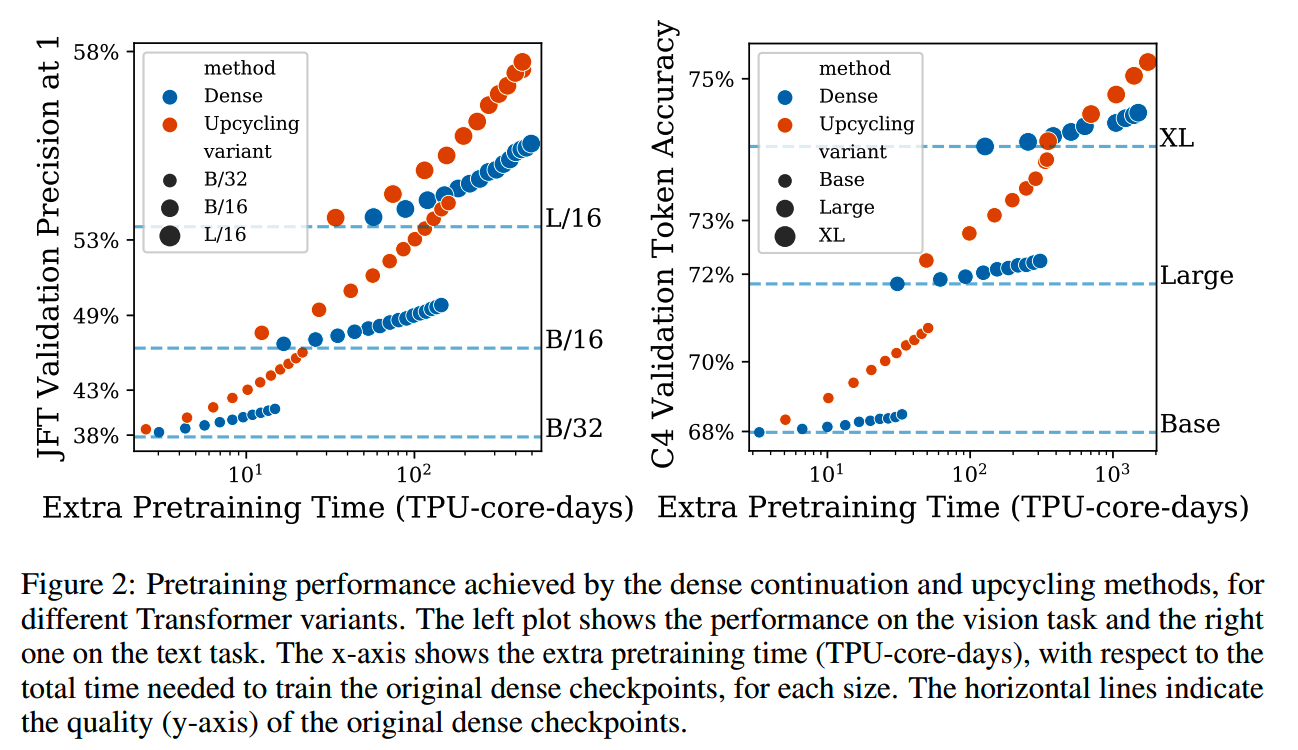 JFT Validation Precision at 1
58%
53%
49%
43%
38%
method
Dense
Upcycling
variant
B/32
B/16
L/16
L/16
B/16
B/32
10¹
10²
Extra Pretraining Time (TPU-core-days)
C4 Validation Token Accuracy
75%
73%
72%
70%
68%
method
Dense
Upcycling
variant
Base
Large
XL
XL
Large
Base
10¹
10²
10³
Extra Pretraining Time (TPU-core-days)
Figure 2: Pretraining performance achieved by the dense continuation and upcycling methods, for
different Transformer variants. The left plot shows the performance on the vision task and the right
one on the text task. The x-axis shows the extra pretraining time (TPU-core-days), with respect to the
total time needed to train the original dense checkpoints, for each size. The horizontal lines indicate
the quality (y-axis) of the original dense checkpoints.